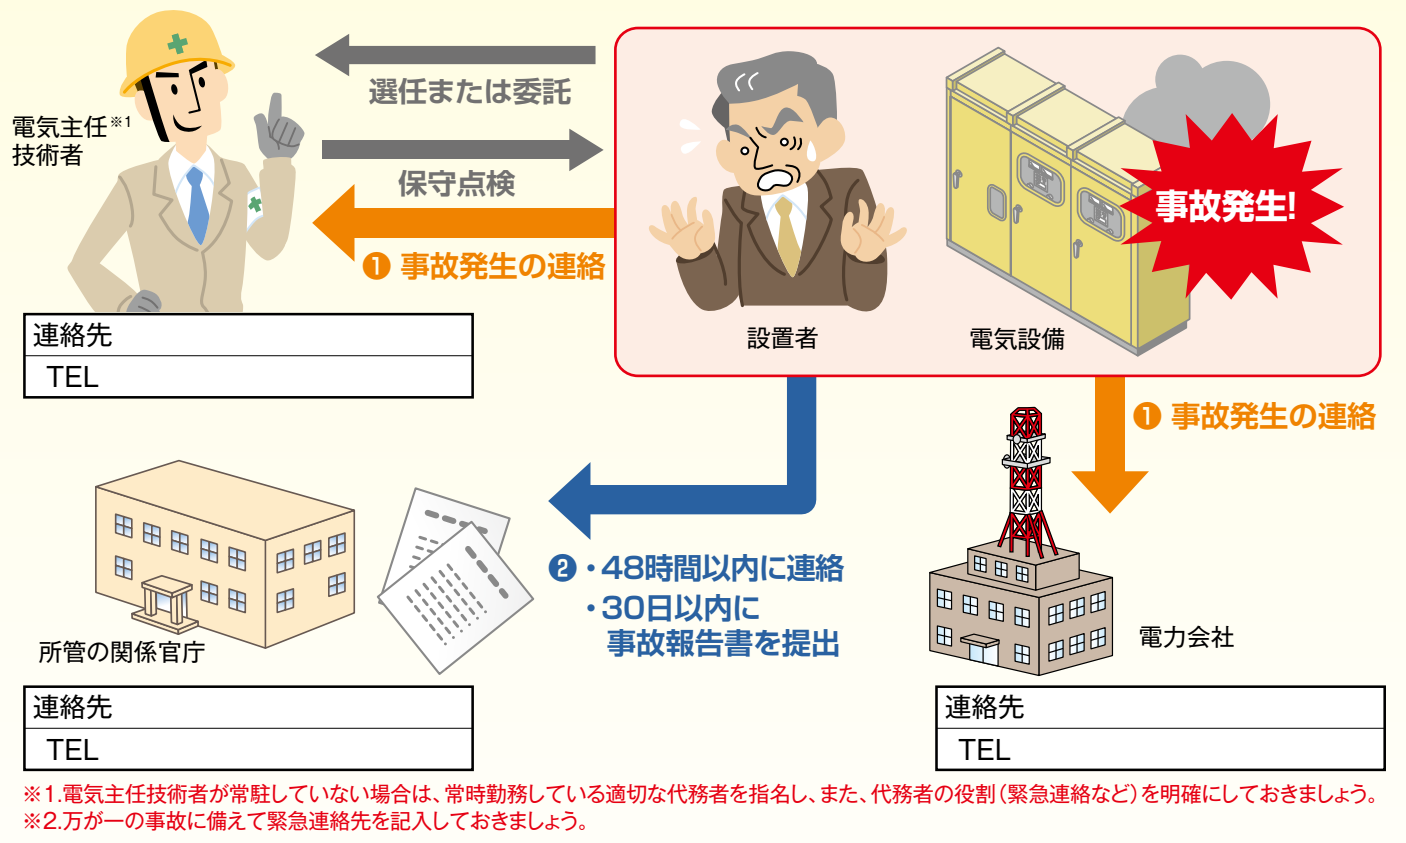 選任または委託
電気主任※1
技術者
保守点検
❶ 事故発生の連絡
事故発生!
設置者
電気設備
連絡先
TEL
❶ 事故発生の連絡
❷・48時間以内に連絡
・30日以内に
事故報告書を提出
所管の関係官庁
電力会社
連絡先
TEL
連絡先
TEL
※1.電気主任技術者が常駐していない場合は、常時勤務している適切な代務者を指名し、また、代務者の役割（緊急連絡など）を明確にしておきましょう。
※2.万が一の事故に備えて緊急連絡先を記入しておきましょう。